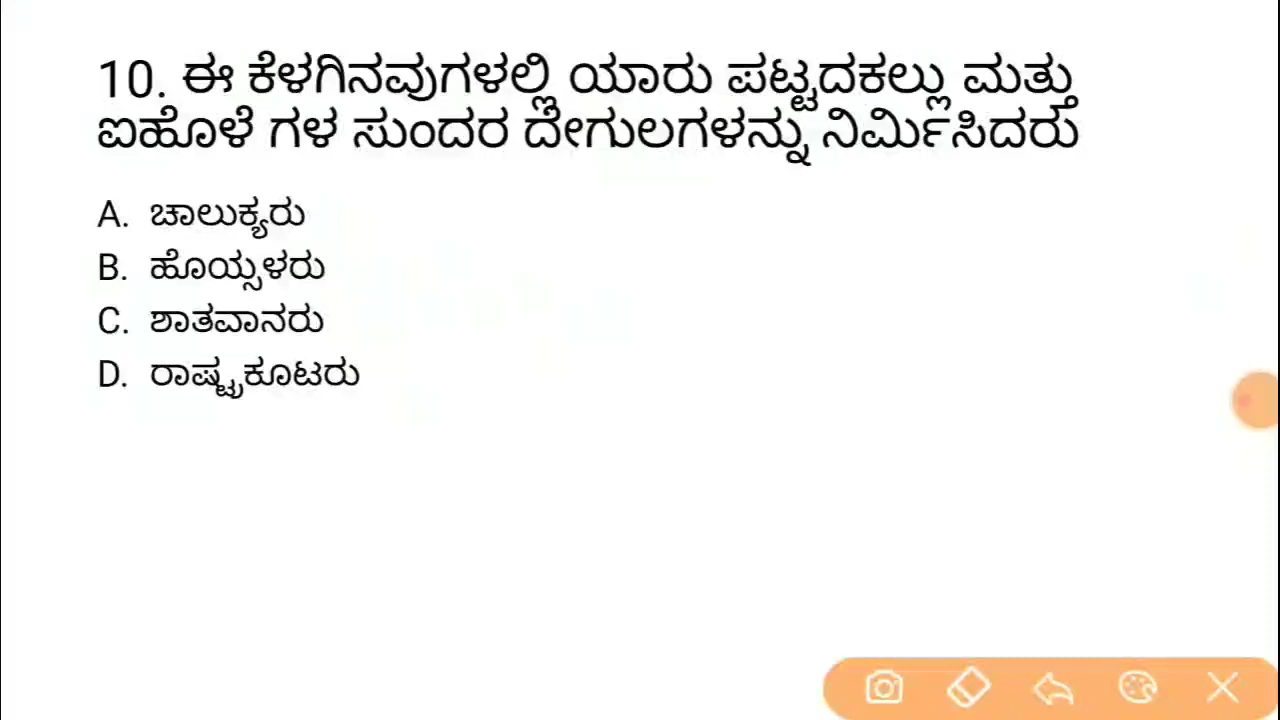 10. ಈ ಕೆಳಗಿನವುಗಳಲ್ಲಿ ಯಾರು ಪಟ್ಟದಕಲ್ಲು ಮತ್ತು
ಐಹೊಳೆ ಗಳ ಸುಂದರ ದೇಗುಲಗಳನ್ನು ನಿರ್ಮಿಸಿದರು
A. ಚಾಲುಕ್ಯರು
B. ಹೊಯ್ಸಳರು
C. ಶಾತವಾನರು
D. ರಾಷ್ಟ್ರಕೂಟರು